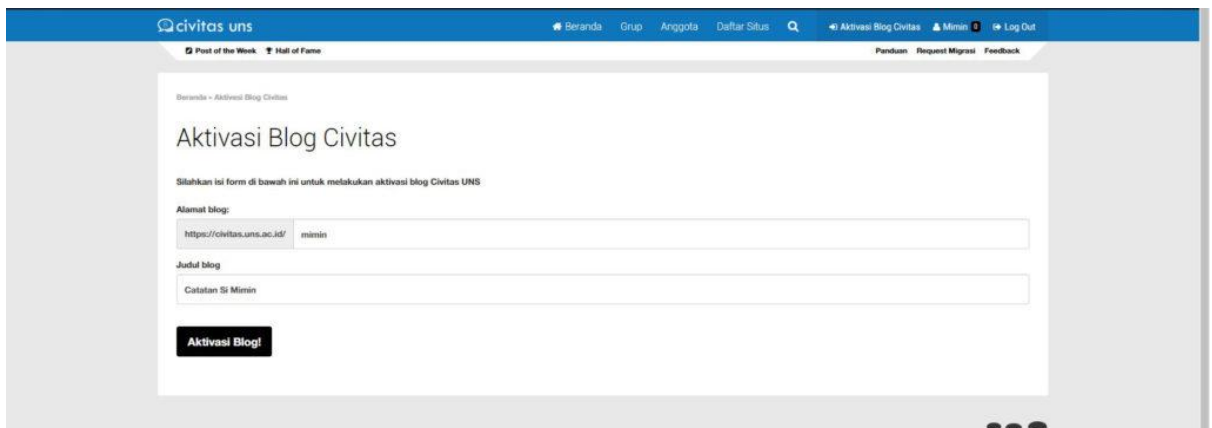 civitas uns
Beranda Grup Anggota Daftar Situs Aktivasi Blog Civitas Mimin 0 Log Out
Post of the Week Hall of Fame Panduan Request Migrasi Feedback
Beranda » Aktivasi Blog Civitas
Aktivasi Blog Civitas
Silahkan isi form di bawah ini untuk melakukan aktivasi blog Civitas UNS
Alamat blog:
https://civitas.uns.ac.id/ mimin
Judul blog
Catatan Si Mimin
Aktivasi Blog!